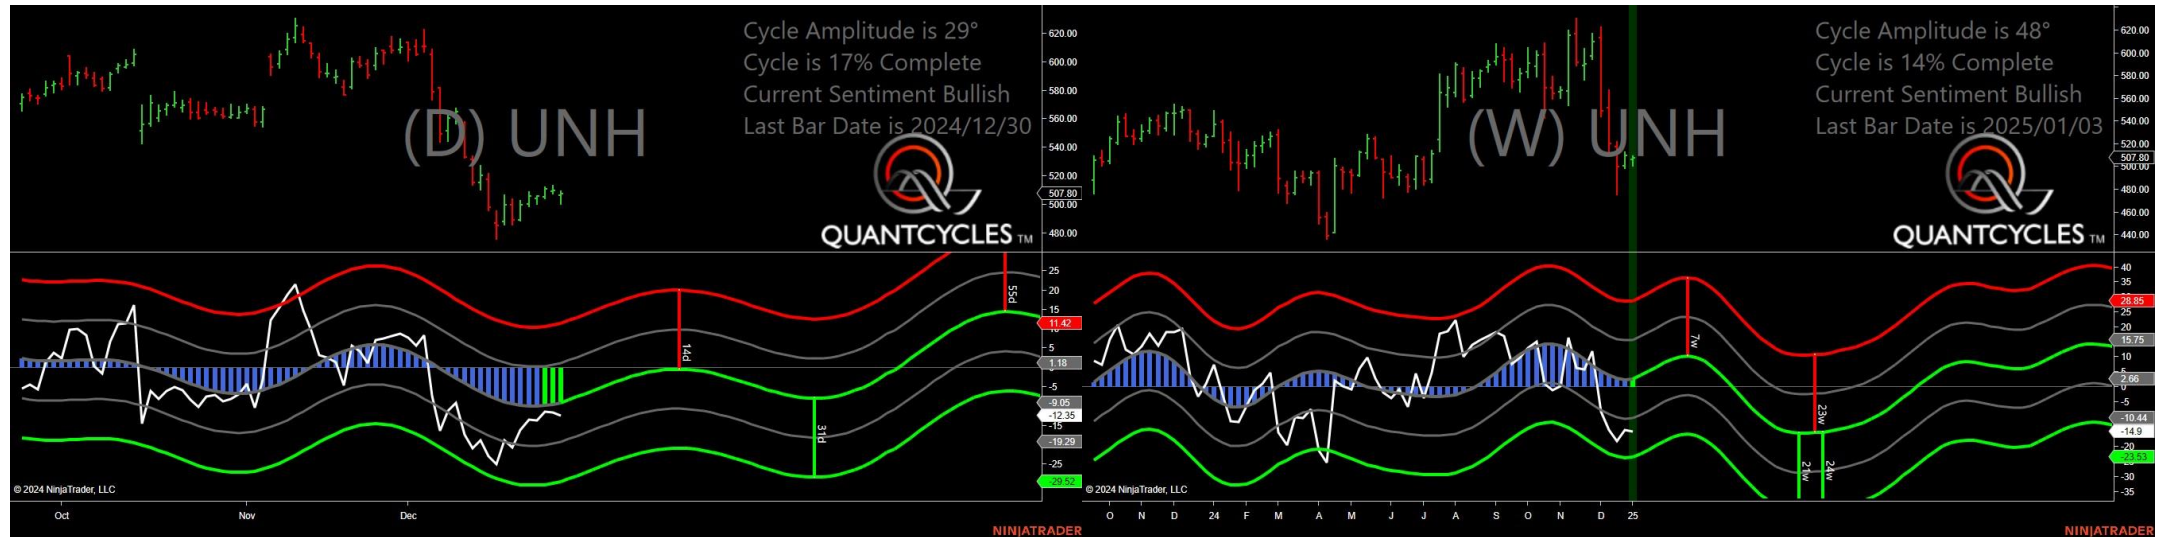 Cycle Amplitude is 29°
Cycle is 17% Complete
Current Sentiment Bullish
Last Bar Date is 2024/12/30
(D) UNH
QUANTCYCLES TM
620.00
600.00
580.00
560.00
540.00
520.00
507.80
500.00
480.00
25
20
15
11.42
5
1.18
-5
-9.05
-12.35
-15
-19.29
-25
-29.52
14d
31d
55d
© 2024 NinjaTrader, LLC
Oct
Nov
Dec
NINJATRADER
Cycle Amplitude is 48°
Cycle is 14% Complete
Current Sentiment Bullish
Last Bar Date is 2025/01/03
(W) UNH
QUANTCYCLES TM
620.00
600.00
580.00
560.00
540.00
520.00
507.80
500.00
480.00
460.00
440.00
40
35
28.85
25
20
15.75
10
5
2.66
-5
-10.44
-14.9
-20
-23.53
-30
-35
7w
23w
21w
24w
© 2024 NinjaTrader, LLC
O N D 24 F M A M J J A S O N D 25
NINJATRADER